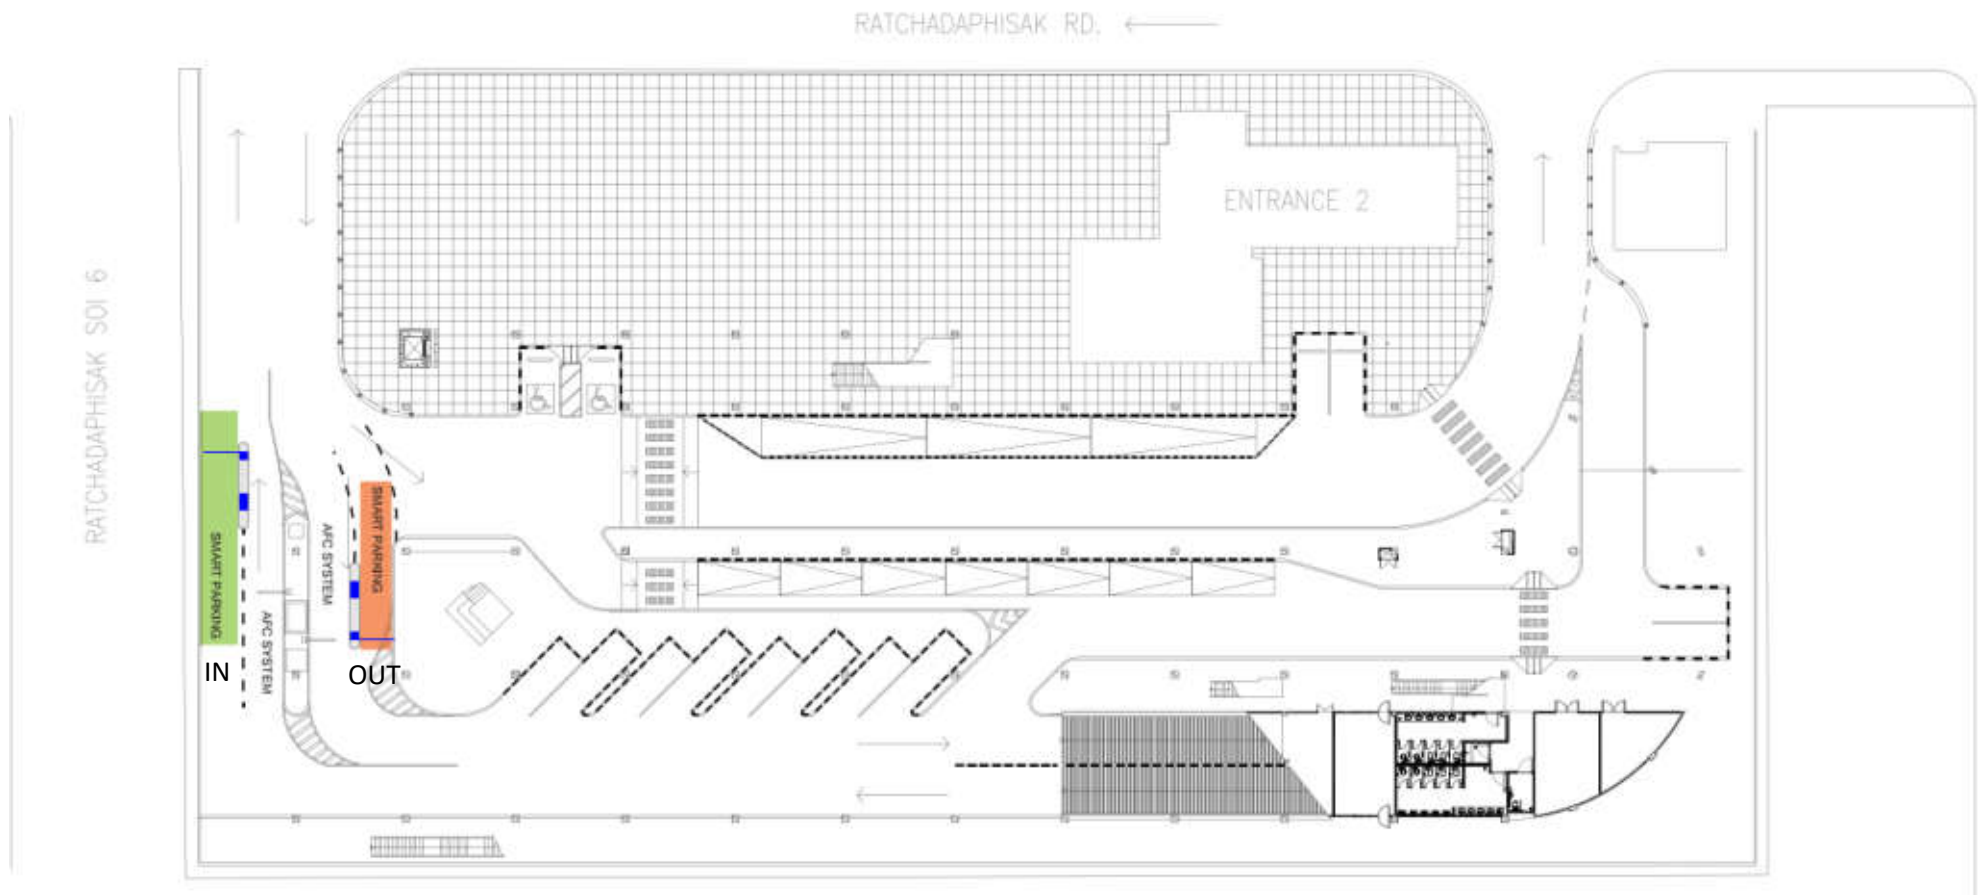 RATCHADAPHISAK RD.
ENTRANCE 2
RATCHADAPHISAK SOI 6
SMART PARKING
AFC SYSTEM
SMART PARKING
AFC SYSTEM
IN
OUT